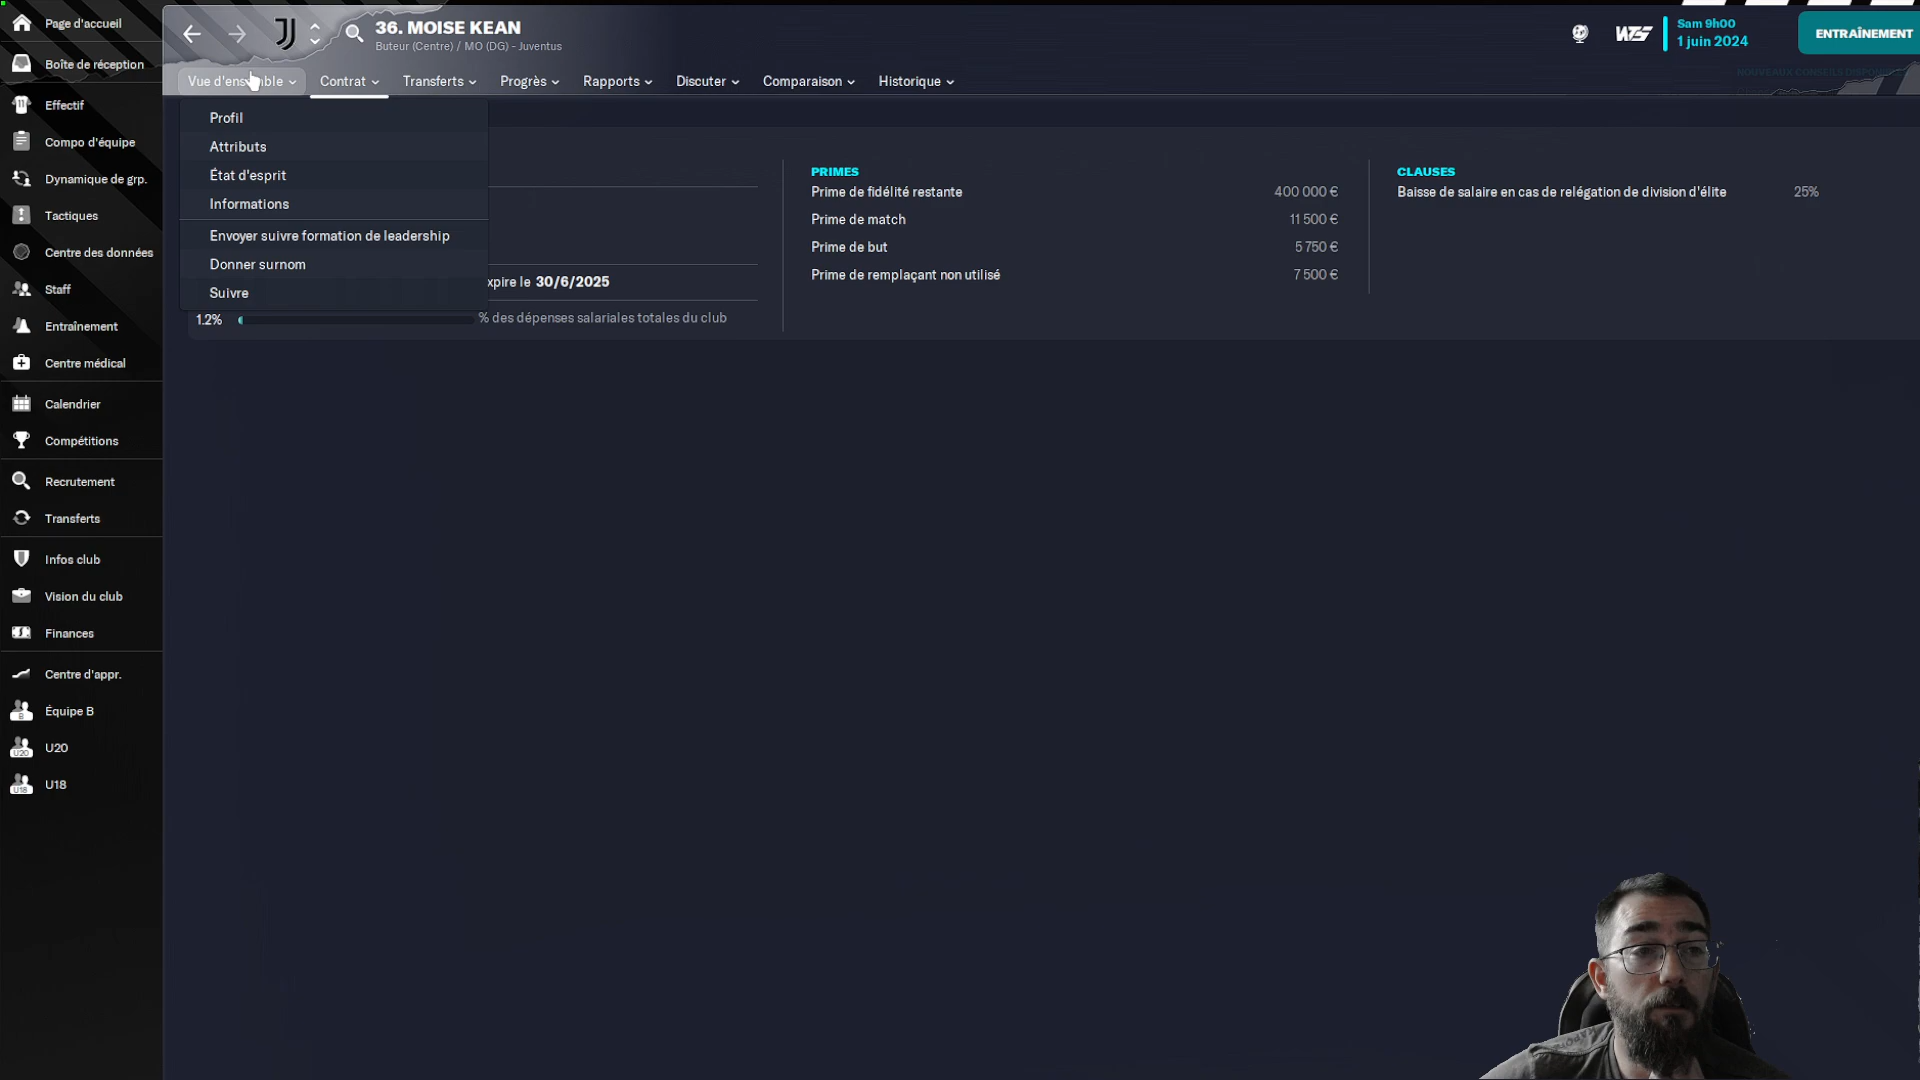 Page d'accueil
Boîte de réception
Effectif
Compo d'équipe
Dynamique de grp.
Tactiques
Centre des données
Staff
Entraînement
Centre médical
Calendrier
Compétitions
Recrutement
Transferts
Infos club
Vision du club
Finances
Centre d'appr.
Équipe B
U20
U18
36. MOISE KEAN
Buteur (Centre) / MO (DG) - Juventus
Sam 9h00
1 juin 2024
ENTRAÎNEMENT
NOUVEAUX CONSEILS DISPONIBLES
Vue d'ensemble Contrat Transferts Progrès Rapports Discuter Comparaison Historique
Profil
Attributs
État d'esprit
Informations
Envoyer suivre formation de leadership
Donner surnom
Suivre
xpire le 30/6/2025
1.2% % des dépenses salariales totales du club
PRIMES
Prime de fidélité restante 400 000 €
Prime de match 11 500 €
Prime de but 5 750 €
Prime de remplaçant non utilisé 7 500 €
CLAUSES
Baisse de salaire en cas de relégation de division d'élite 25%